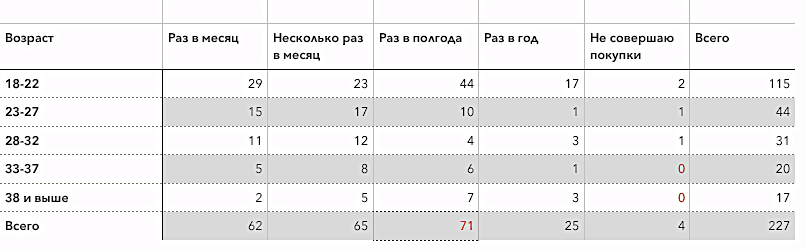 Возраст Раз в месяц Несколько раз в месяц Раз в полгода Раз в год Не совершаю покупки Всего
18-22 29 23 44 17 2 115
23-27 15 17 10 1 1 44
28-32 11 12 4 3 1 31
33-37 5 8 6 1 0 20
38 и выше 2 5 7 3 0 17
Всего 62 65 71 25 4 227